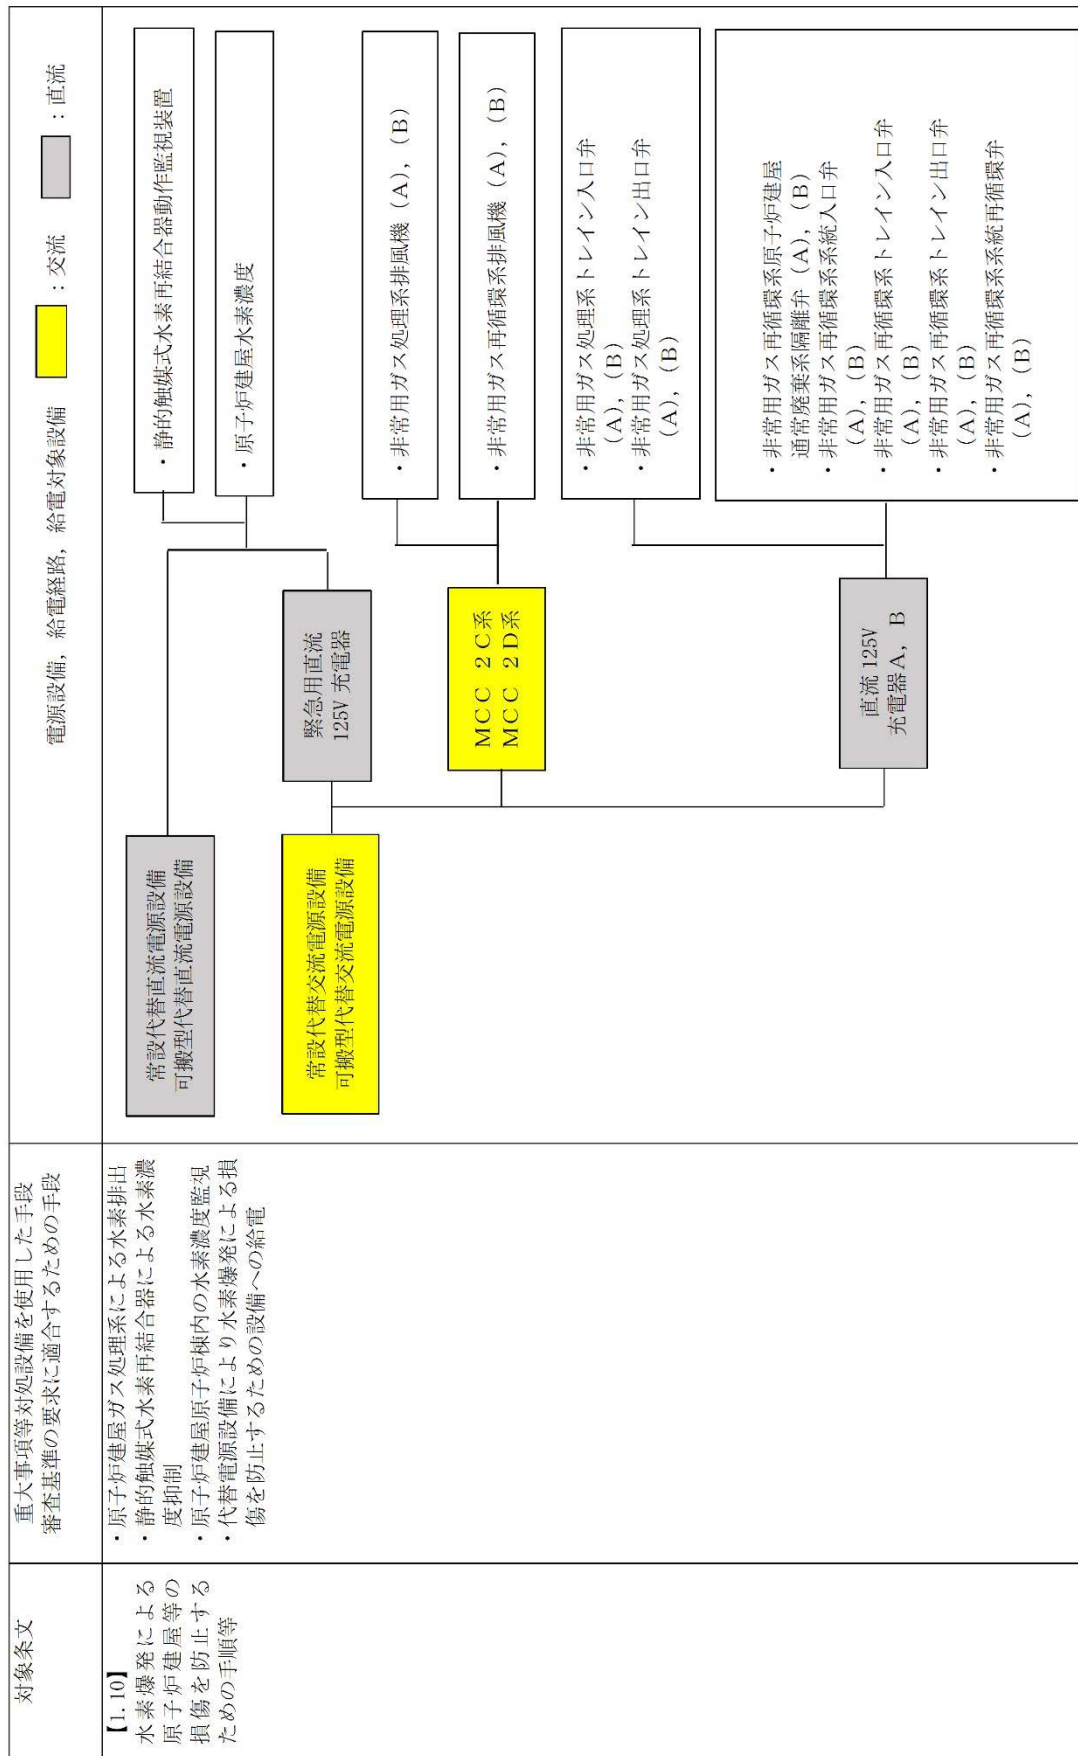 対象条文
重大事項等対処設備を使用した手段
審査基準の要求に適合するための手段
電源設備，給電経路，給電対象設備
：交流
：直流
【1.10】
水素爆発による
原子炉建屋等の
損傷を防止する
ための手順等
・原子炉建屋ガス処理系による水素排出
・静的触媒式水素再結合器による水素濃
度抑制
・原子炉建屋原子炉棟内の水素濃度監視
・代替電源設備により水素爆発による損
傷を防止するための設備への給電
常設代替直流電源設備
可搬型代替直流電源設備
常設代替交流電源設備
可搬型代替交流電源設備
緊急用直流
125V 充電器
MCC 2C系
MCC 2D系
直流 125V
充電器A，B
・静的触媒式水素再結合器動作監視装置
・原子炉建屋水素濃度
・非常用ガス処理系排風機（A），（B）
・非常用ガス再循環系排風機（A），（B）
・非常用ガス処理系トレイン入口弁
（A），（B）
・非常用ガス処理系トレイン出口弁
（A），（B）
・非常用ガス再循環系原子炉建屋
通常廃棄系隔離弁（A），（B）
・非常用ガス再循環系系統入口弁
（A），（B）
・非常用ガス再循環系トレイン入口弁
（A），（B）
・非常用ガス再循環系トレイン出口弁
（A），（B）
・非常用ガス再循環系系統再循環弁
（A），（B）